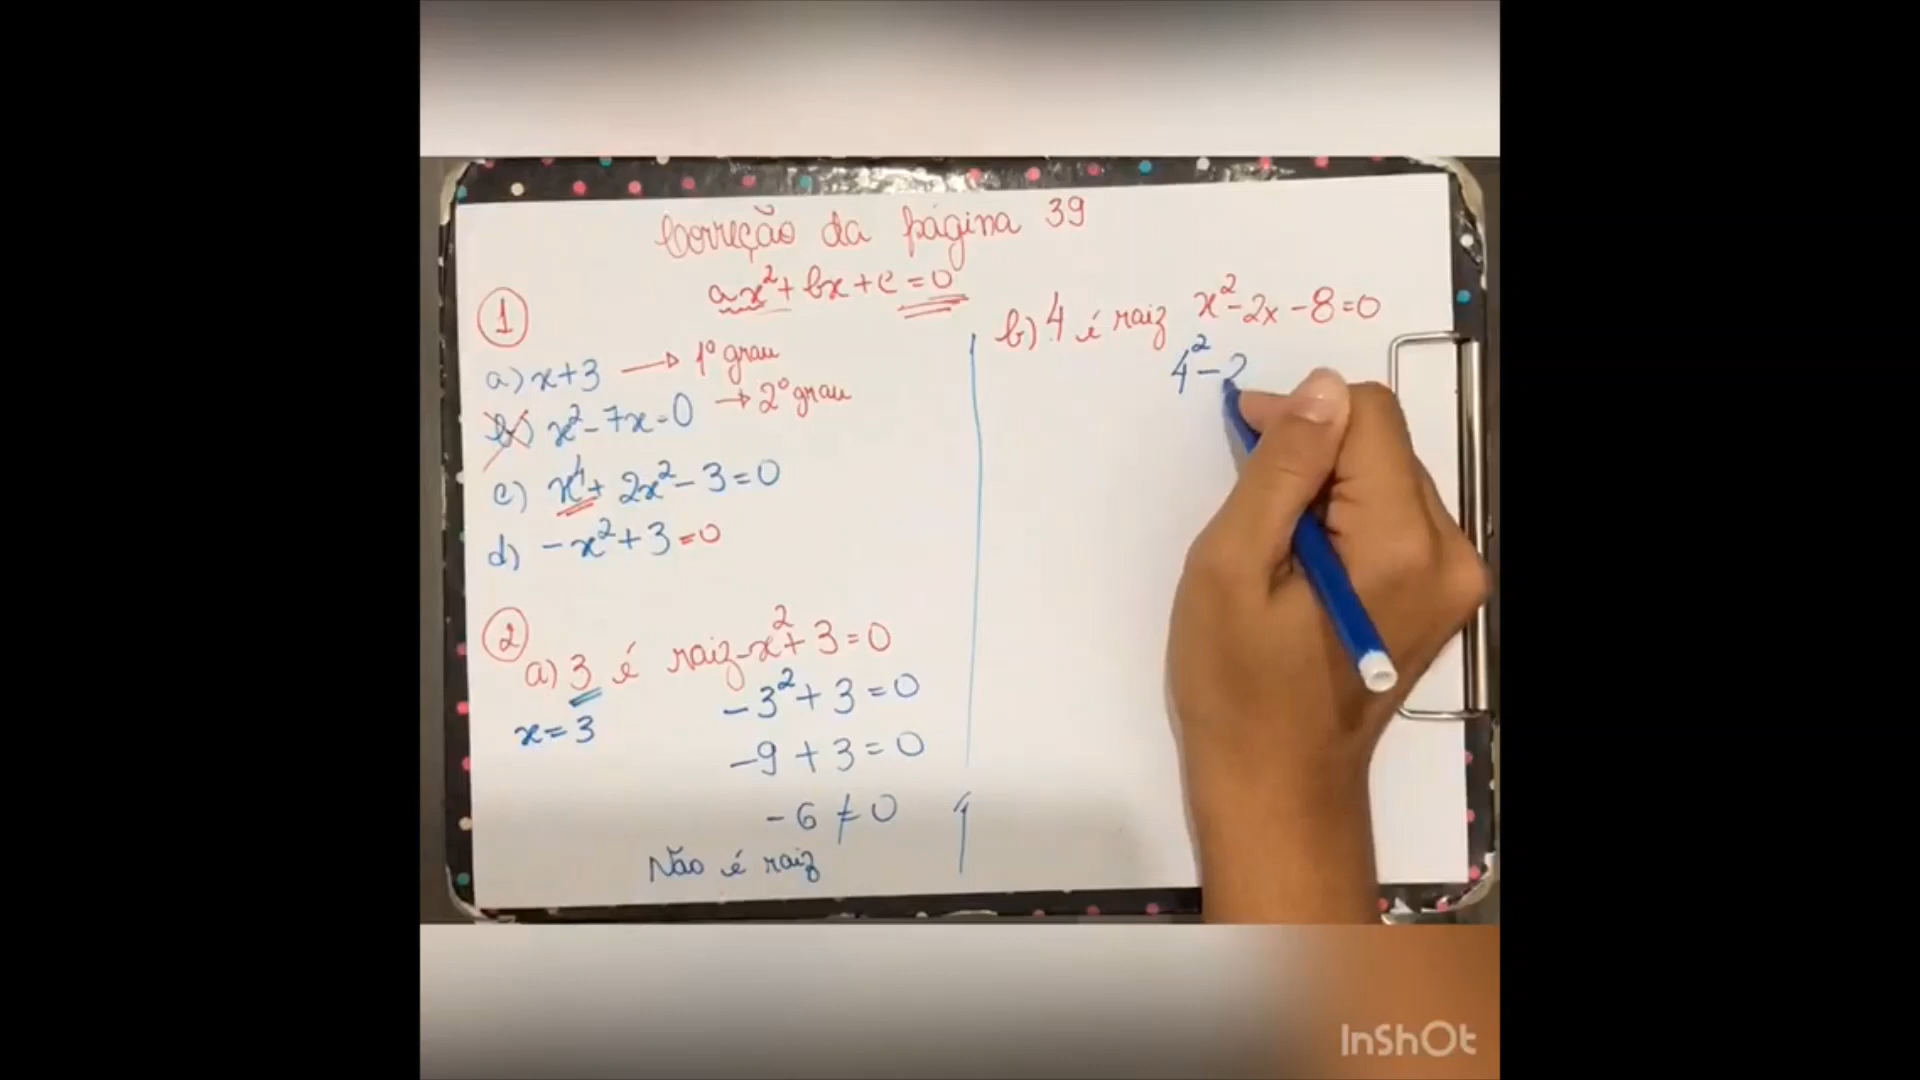 Correção da página 39
ax²+bx+c=0
1
a) x+3 → 1º grau
b) x²-7x=0 → 2º grau
c) x⁴+2x²-3=0
d) -x²+3=0
2
a) 3 é raiz -x²+3=0
x=3
-3²+3=0
-9+3=0
-6≠0
Não é raiz
b) 4 é raiz x²-2x-8=0
4²-2
InShOt